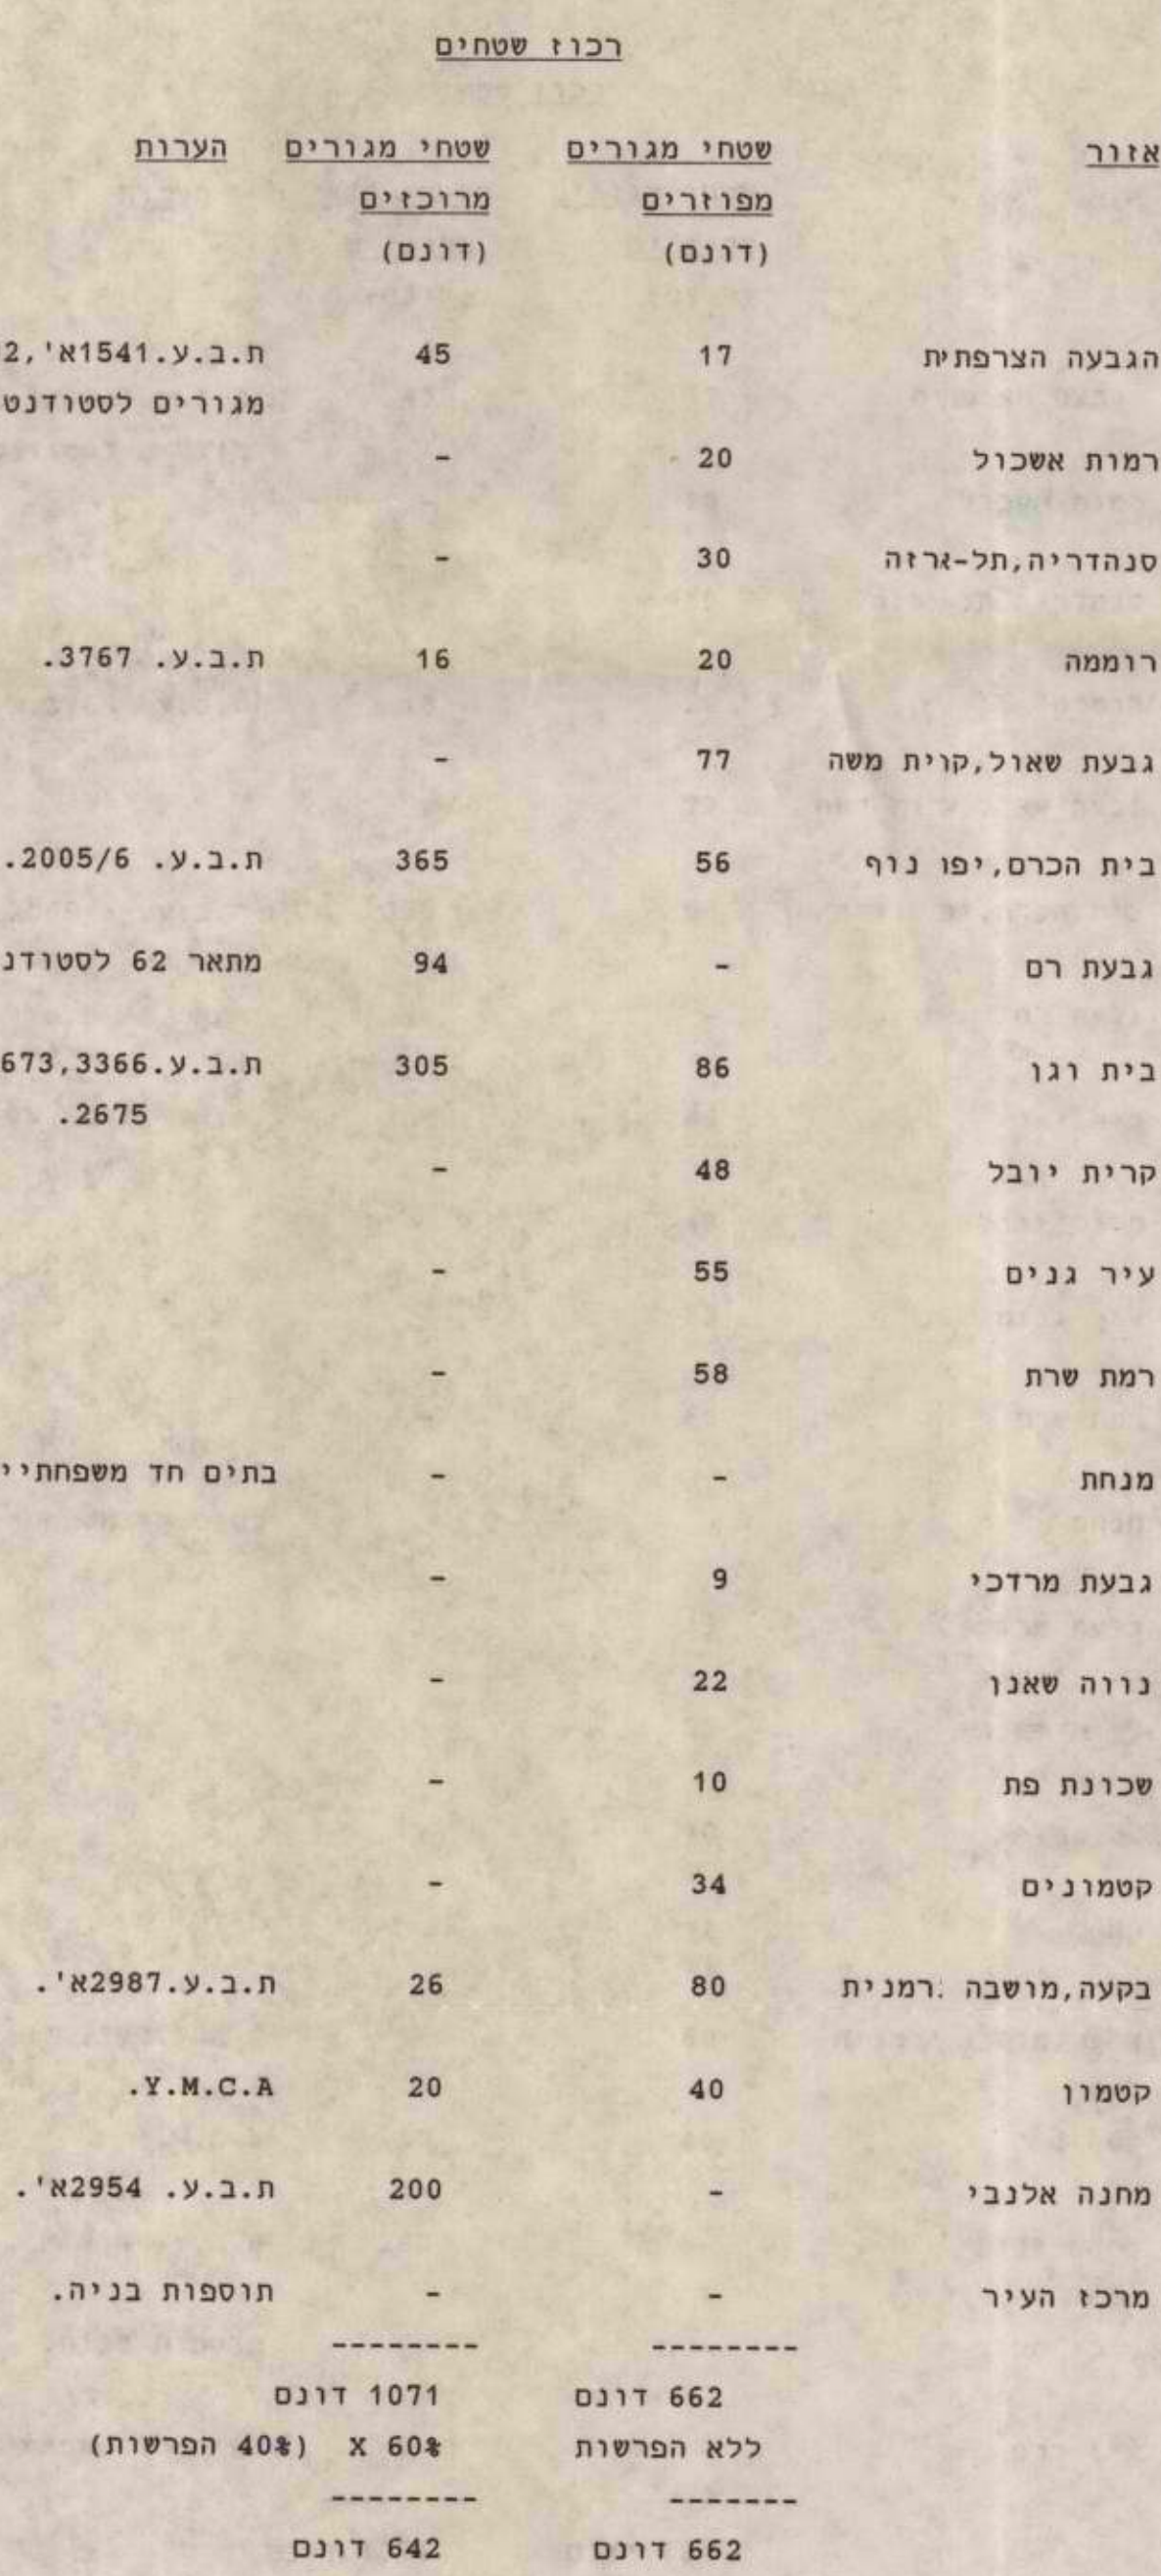 רכוז שטחים
אזור שטחי מגורים שטחי מגורים הערות
מפוזרים מרוכזים
(דונם) (דונם)
הגבעה הצרפתית 17 45 ת.ב.ע.1541א',2
מגורים לסטודנט
רמות אשכול 20 -
סנהדריה,תל-ארזה 30 -
רוממה 20 16 ת.ב.ע. 3767.
גבעת שאול,קוית משה 77 -
בית הכרם,יפו נוף 56 365 ת.ב.ע. 2005/6.
גבעת רם - 94 מתאר 62 לסטודנ
בית וגן 86 305 ת.ב.ע.3366,673
2675.
קרית יובל 48 -
עיר גנים 55 -
רמת שרת 58 -
מנחת - - בתים חד משפחתיי
גבעת מרדכי 9 -
נווה שאנן 22 -
שכונת פת 10 -
קטמונים 34 -
בקעה,מושבה רמנית 80 26 ת.ב.ע.2987א'.
קטמון 40 20 Y.M.C.A.
מחנה אלנבי - 200 ת.ב.ע. 2954א'.
מרכז העיר - - תוספות בניה.
-------- --------
662 דונם 1071 דונם
ללא הפרשות X 60% (40% הפרשות)
------- --------
662 דונם 642 דונם